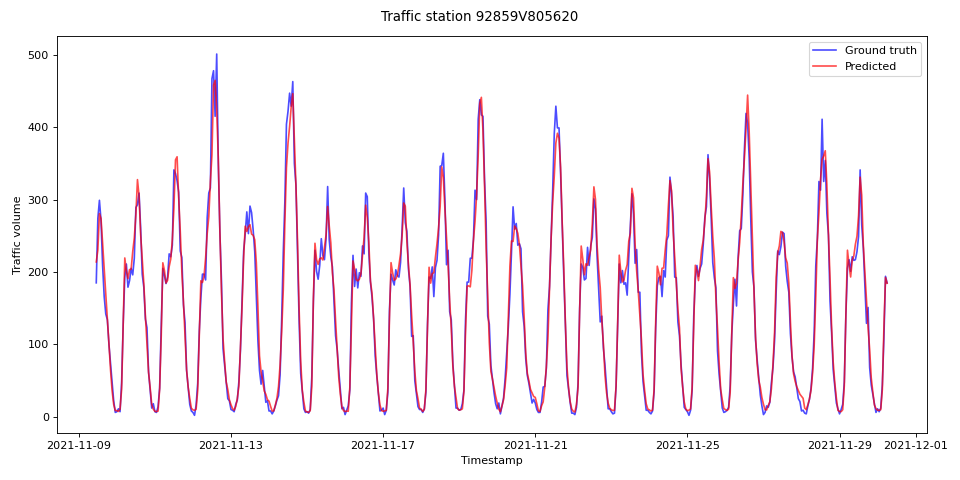 Traffic station 92859V805620
Ground truth
Predicted
Traffic volume
500
400
300
200
100
0
2021-11-09 2021-11-13 2021-11-17 2021-11-21 2021-11-25 2021-11-29 2021-12-01
Timestamp